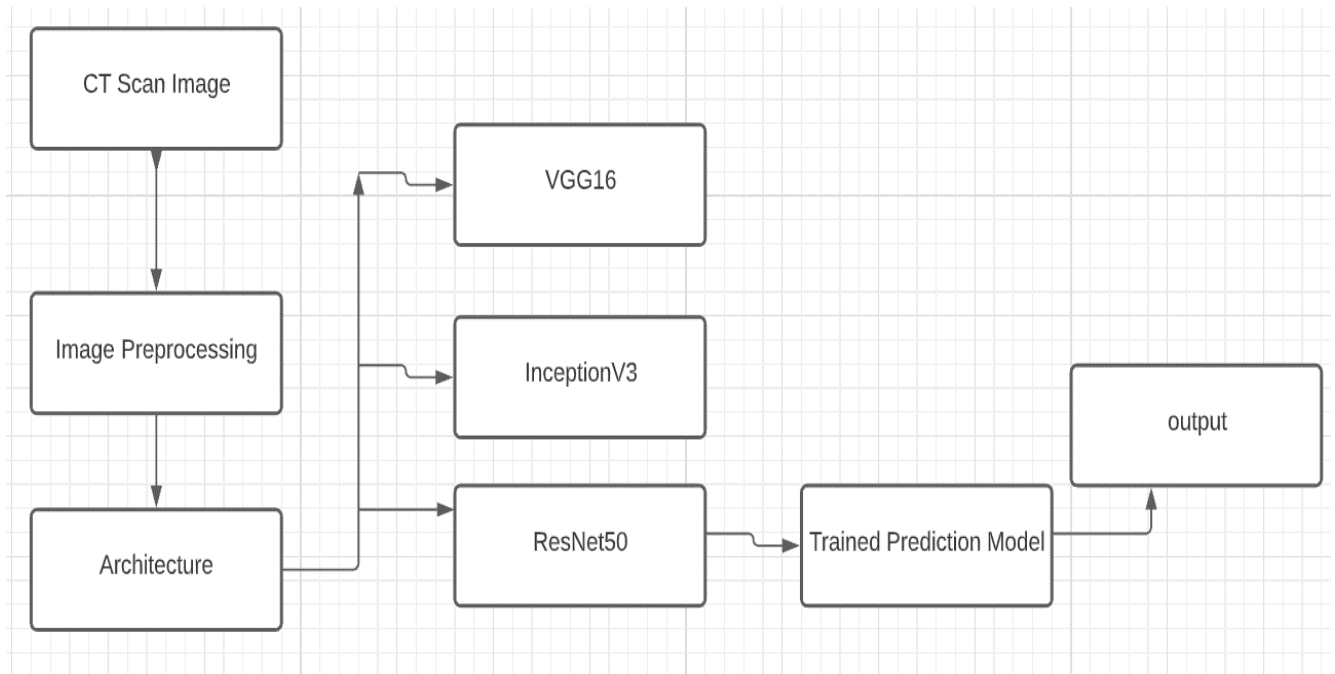 CT Scan Image
Image Preprocessing
Architecture
VGG16
InceptionV3
ResNet50
Trained Prediction Model
output